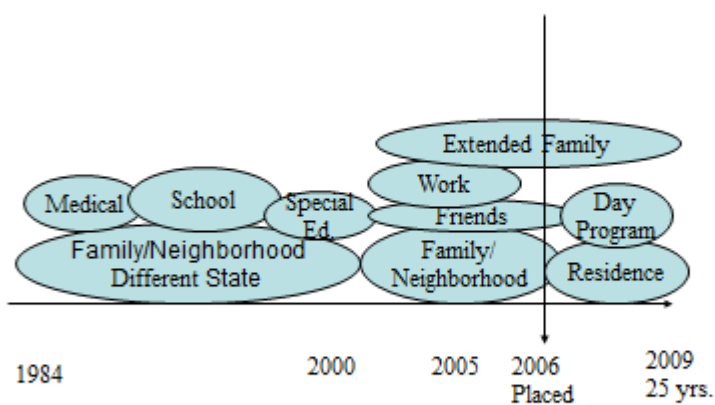 Extended Family
Work
Medical
School
Special
Ed.
Friends
Day
Program
Family/Neighborhood
Different State
Family/
Neighborhood
Residence
1984
2000
2005
2006
Placed
2009
25 yrs.